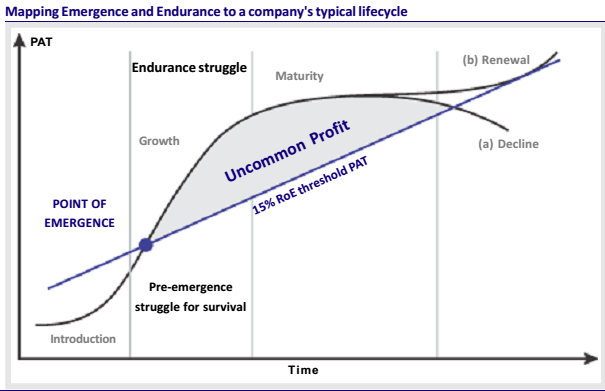 Mapping Emergence and Endurance to a company's typical lifecycle
PAT
(b) Renewal
Endurance struggle
Maturity
Growth
Uncommon Profit
(a) Decline
15% RoE threshold PAT
POINT OF
EMERGENCE
Pre-emergence
struggle for survival
Introduction
Time